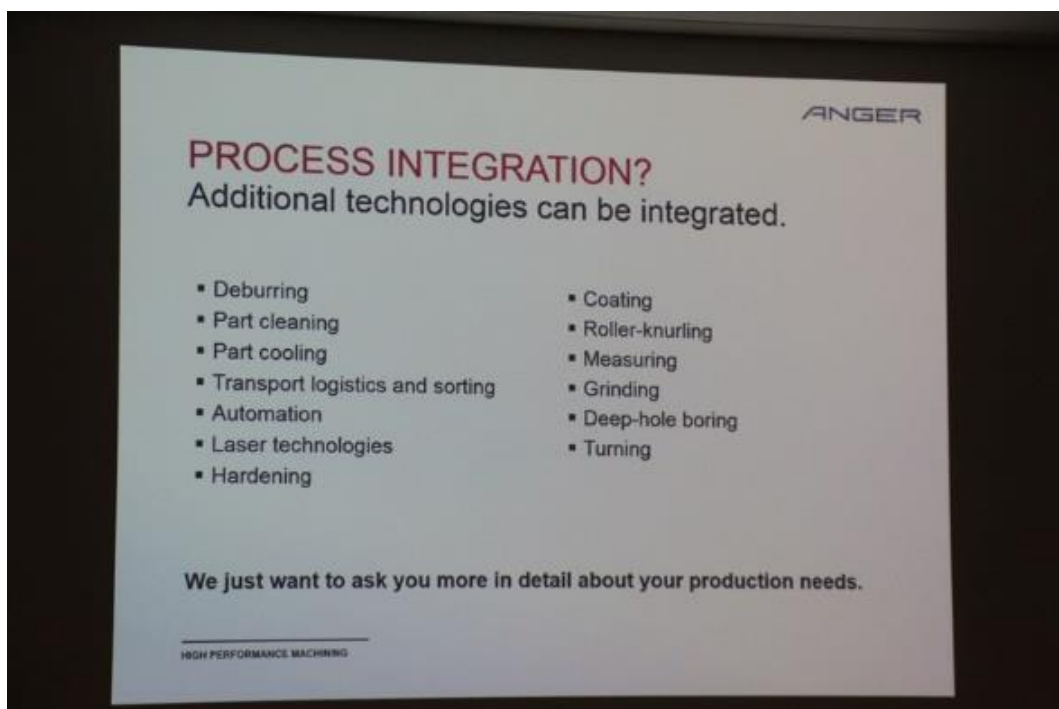 ANGER
PROCESS INTEGRATION?
Additional technologies can be integrated.
▪ Deburring
▪ Part cleaning
▪ Part cooling
▪ Transport logistics and sorting
▪ Automation
▪ Laser technologies
▪ Hardening
▪ Coating
▪ Roller-knurling
▪ Measuring
▪ Grinding
▪ Deep-hole boring
▪ Turning
We just want to ask you more in detail about your production needs.
HIGH PERFORMANCE MACHINING